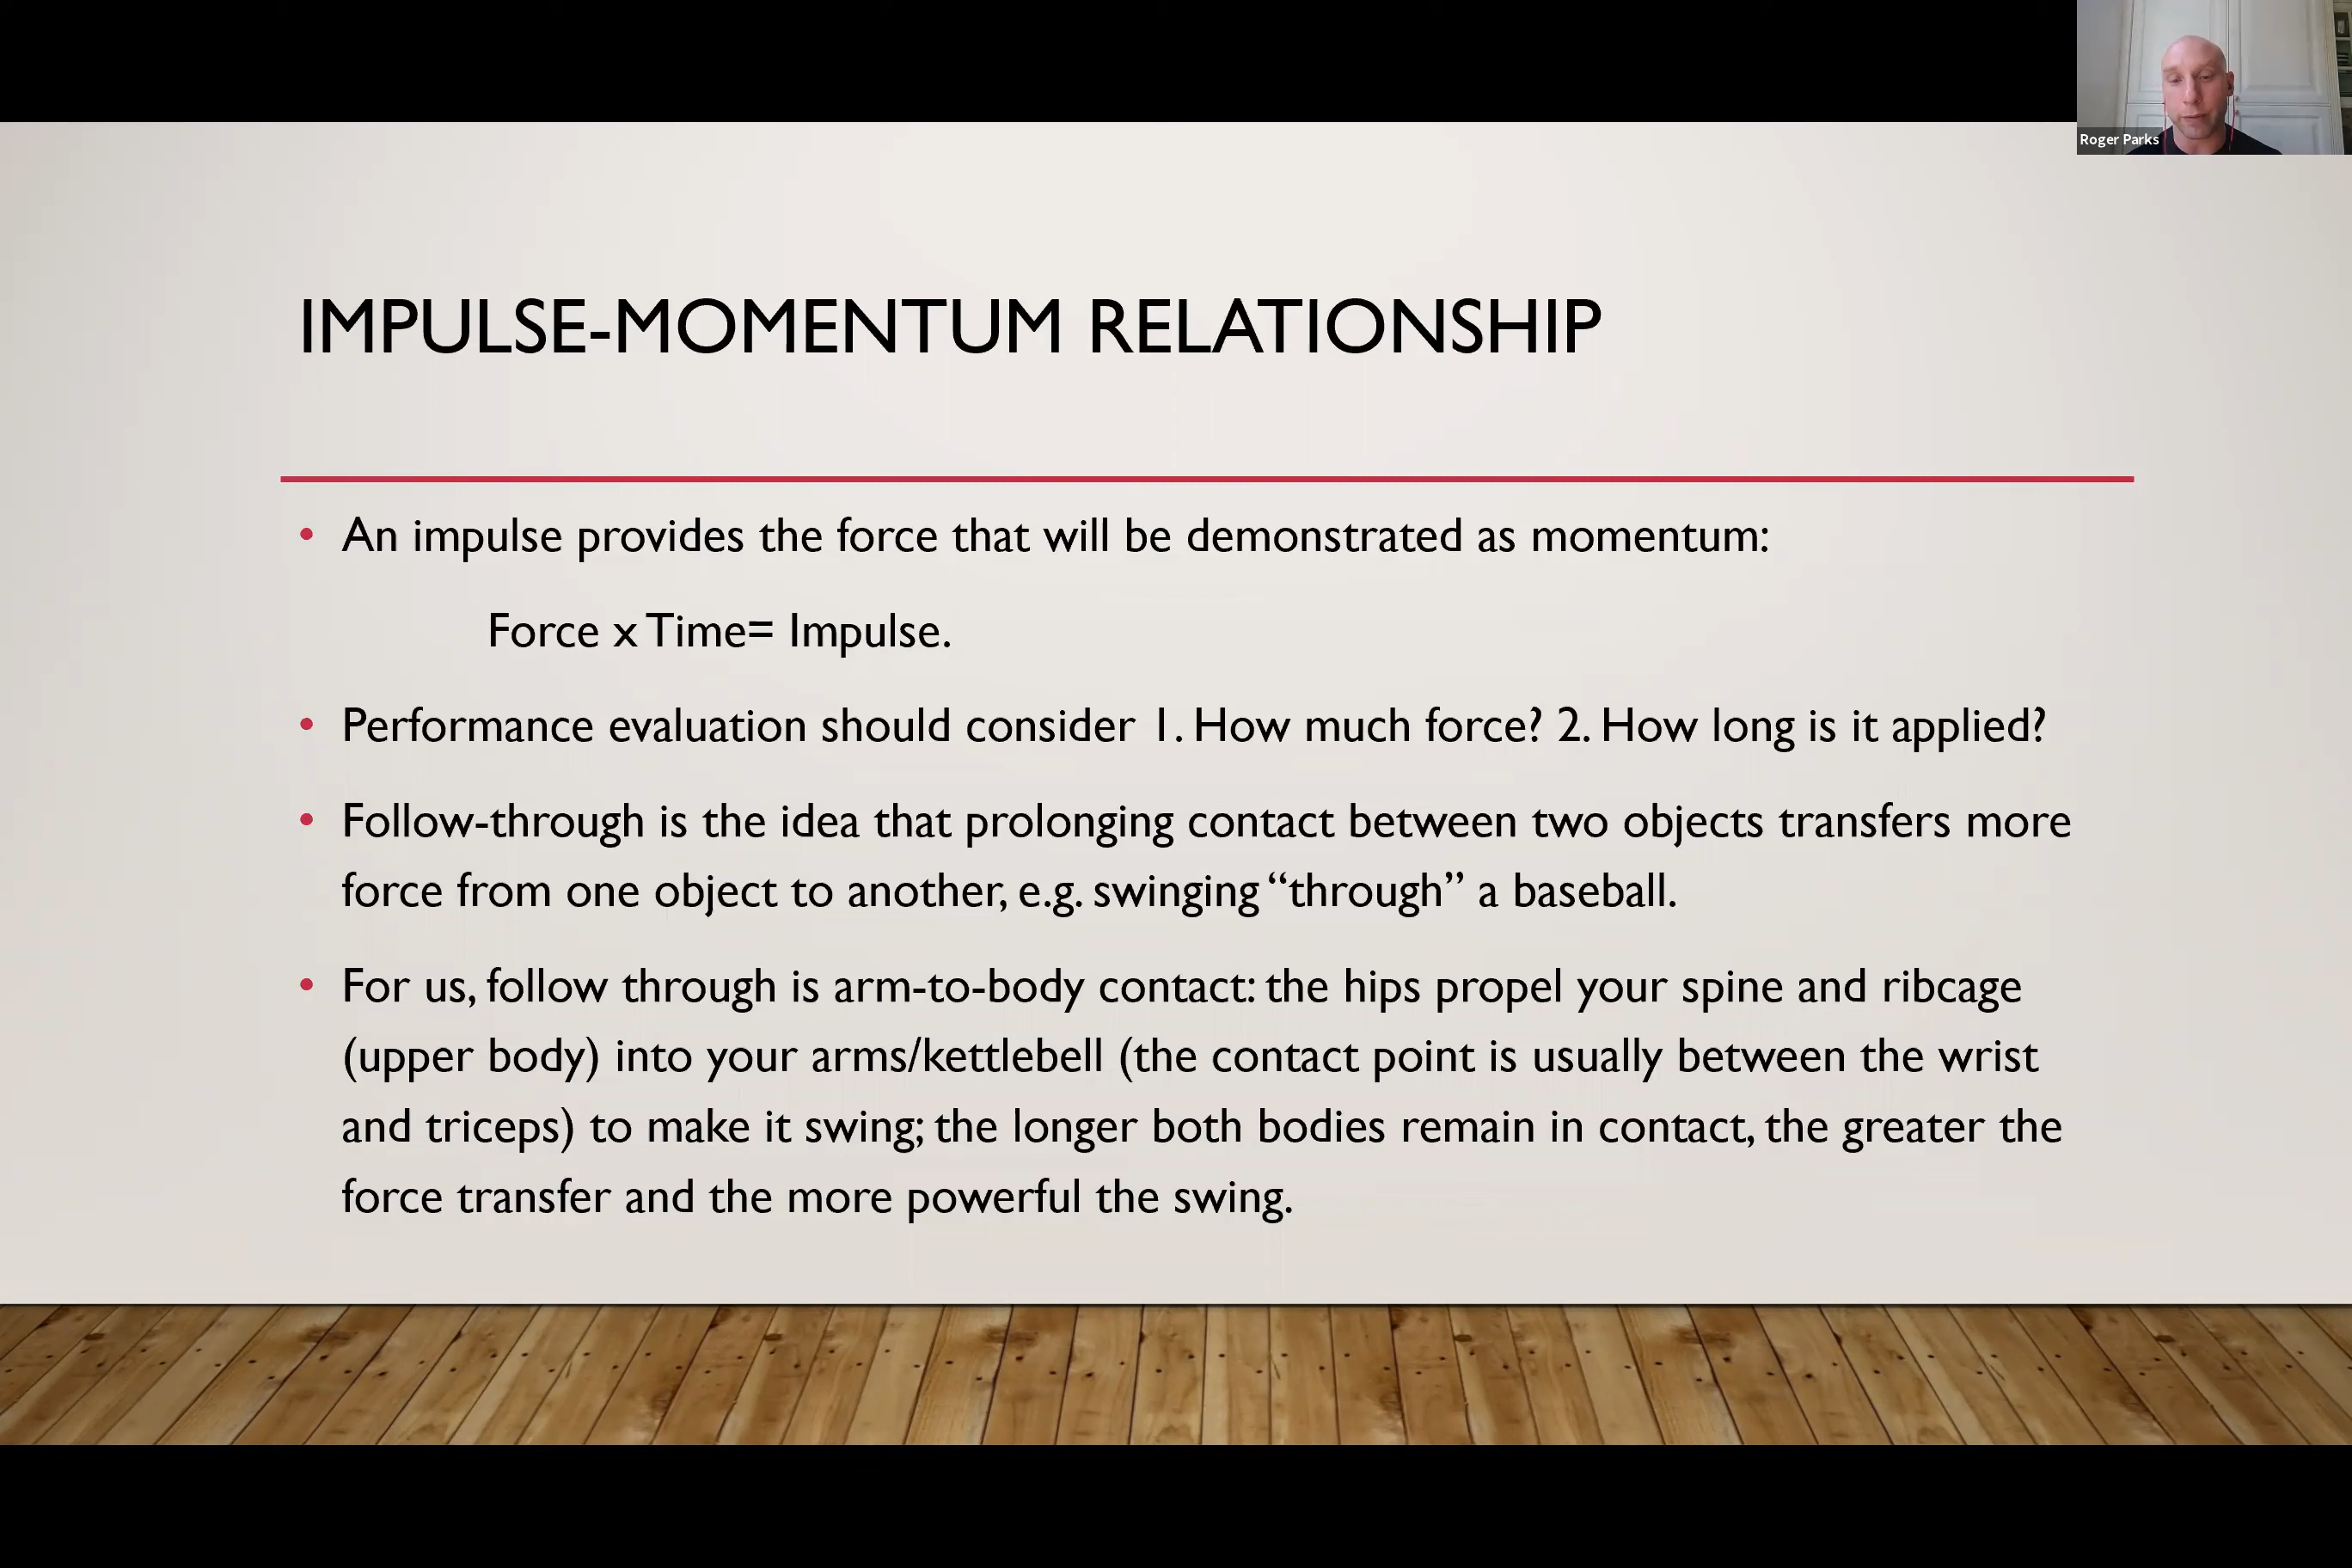 Roger Parks
IMPULSE-MOMENTUM RELATIONSHIP
• An impulse provides the force that will be demonstrated as momentum:
Force x Time= Impulse.
• Performance evaluation should consider 1. How much force? 2. How long is it applied?
• Follow-through is the idea that prolonging contact between two objects transfers more
force from one object to another, e.g. swinging “through” a baseball.
• For us, follow through is arm-to-body contact: the hips propel your spine and ribcage
(upper body) into your arms/kettlebell (the contact point is usually between the wrist
and triceps) to make it swing; the longer both bodies remain in contact, the greater the
force transfer and the more powerful the swing.